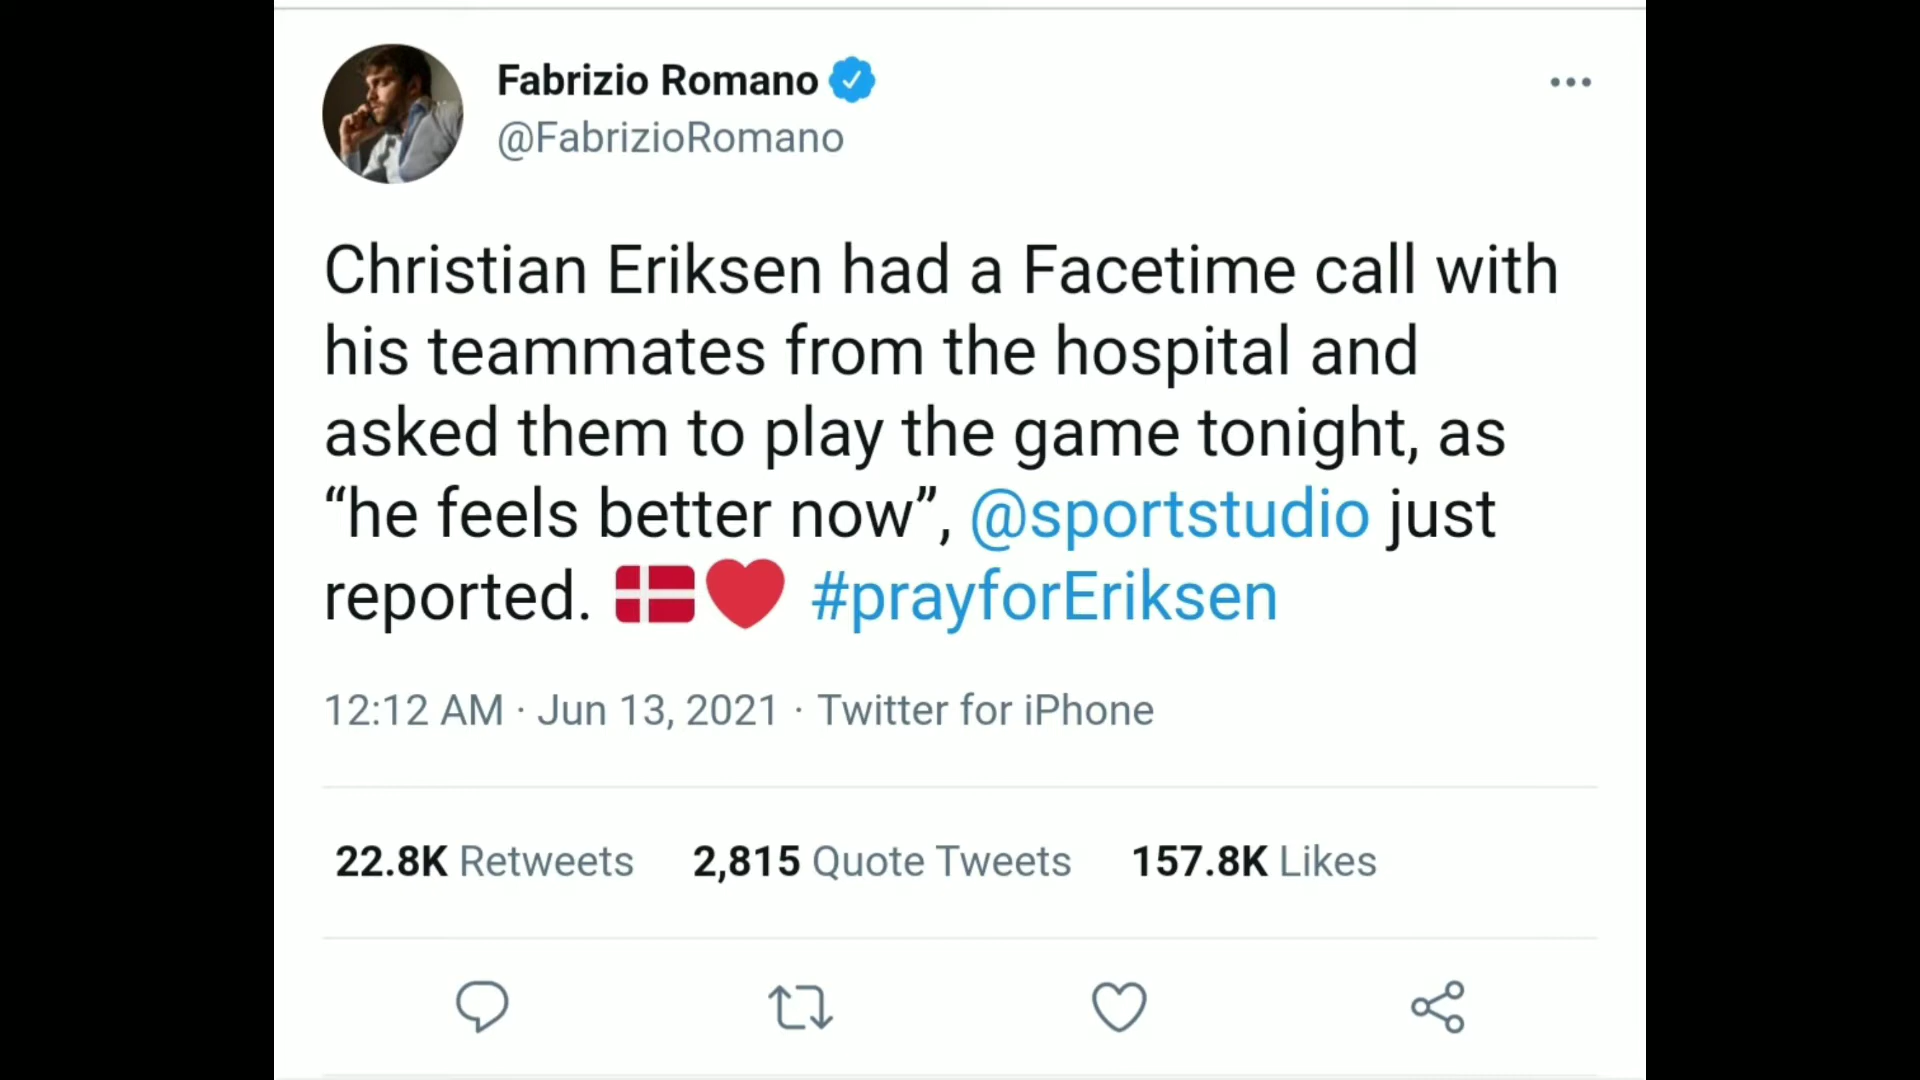 Fabrizio Romano
@FabrizioRomano
Christian Eriksen had a Facetime call with
his teammates from the hospital and
asked them to play the game tonight, as
“he feels better now”, @sportstudio just
reported. 🇩🇰❤️ #prayforEriksen
12:12 AM · Jun 13, 2021 · Twitter for iPhone
22.8K Retweets 2,815 Quote Tweets 157.8K Likes